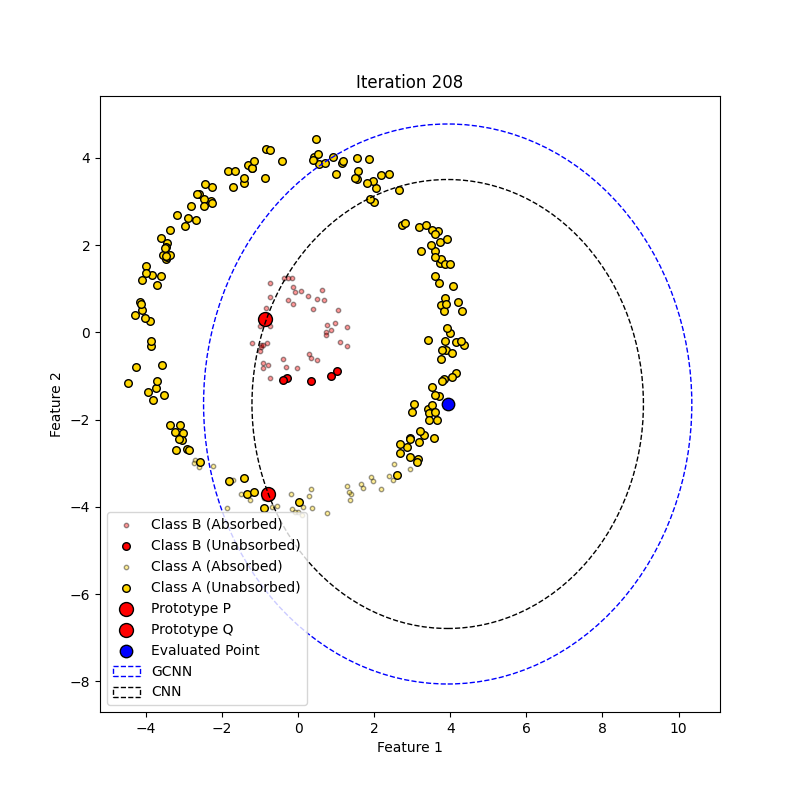 Iteration 208
Feature 2
4
2
0
−2
−4
−6
−8
Class B (Absorbed)
Class B (Unabsorbed)
Class A (Absorbed)
Class A (Unabsorbed)
Prototype P
Prototype Q
Evaluated Point
GCNN
CNN
−4 −2 0 2 4 6 8 10
Feature 1